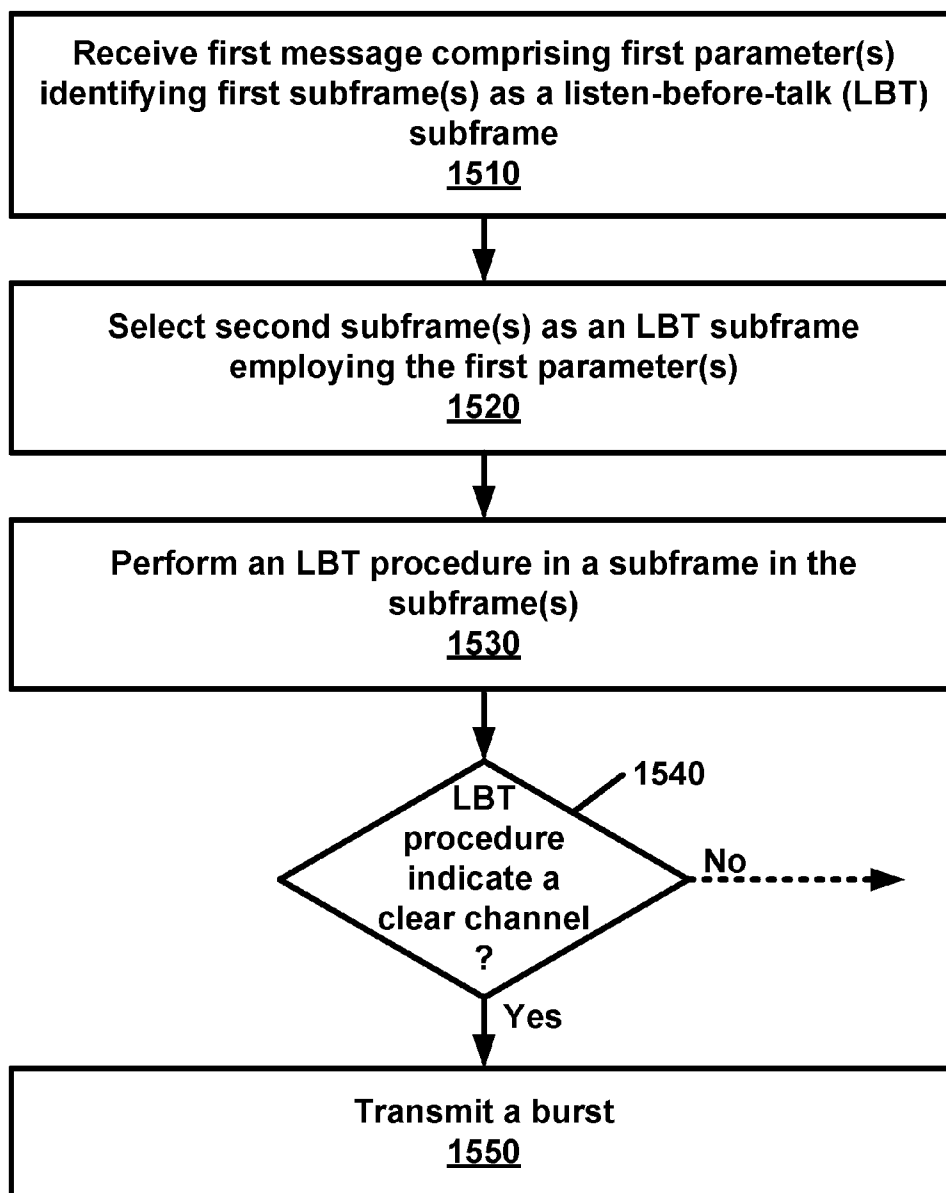 Receive first message comprising first parameter(s)
identifying first subframe(s) as a listen-before-talk (LBT)
subframe
1510
Select second subframe(s) as an LBT subframe
employing the first parameter(s)
1520
Perform an LBT procedure in a subframe in the
subframe(s)
1530
1540
LBT
procedure
indicate a
clear channel
?
No
Yes
Transmit a burst
1550